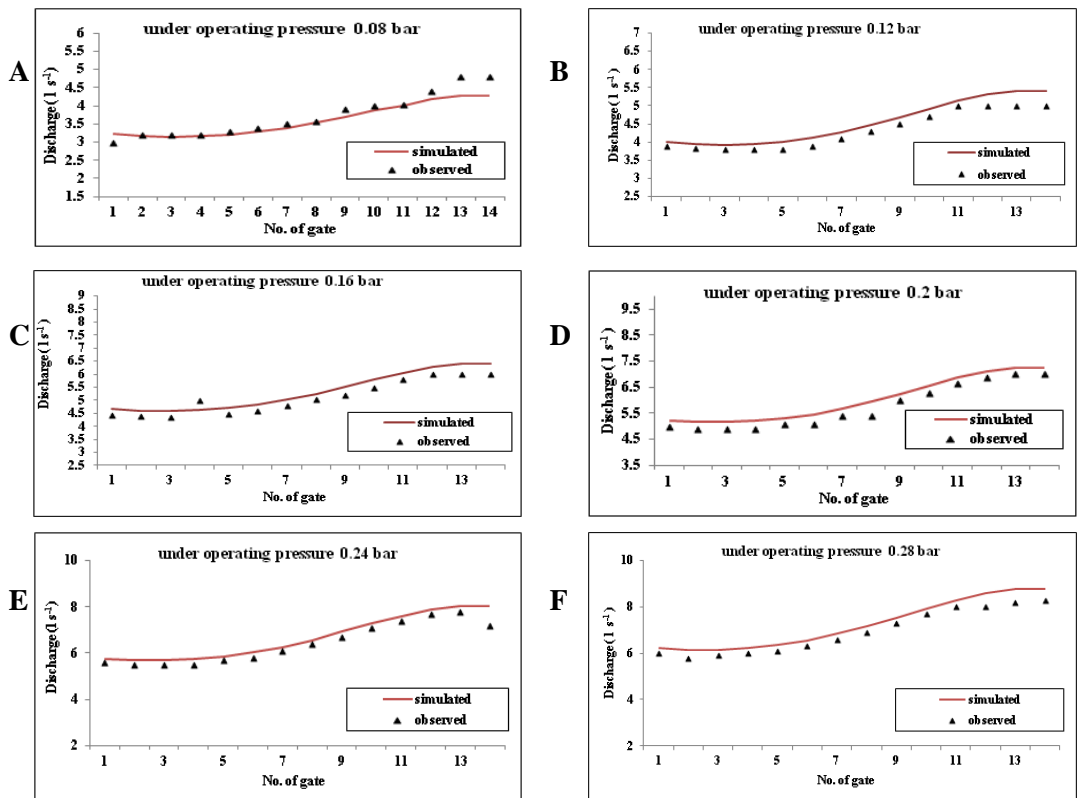 A
under operating pressure 0.08 bar
Discharge (l s-1)
6
5.5
5
4.5
4
3.5
3
2.5
2
1.5
simulated
observed
1 2 3 4 5 6 7 8 9 10 11 12 13 14
No. of gate
B
under operating pressure 0.12 bar
Discharge (l s-1)
7
6.5
6
5.5
5
4.5
4
3.5
3
2.5
simulated
observed
1 3 5 7 9 11 13
No. of gate
C
under operating pressure 0.16 bar
Discharge (l s-1)
9
8.5
8
7.5
7
6.5
6
5.5
5
4.5
4
3.5
3
2.5
simulated
observed
1 3 5 7 9 11 13
No. of gate
D
under operating pressure 0.2 bar
Discharge (l s-1)
9.5
8.5
7.5
6.5
5.5
4.5
3.5
simulated
observed
1 3 5 7 9 11 13
No. of gate
E
under operating pressure 0.24 bar
Discharge (l s-1)
10
8
6
4
2
simulated
observed
1 3 5 7 9 11 13
No. of gate
F
under operating pressure 0.28 bar
Discharge (l s-1)
10
8
6
4
2
simulated
observed
1 3 5 7 9 11 13
No. of gate